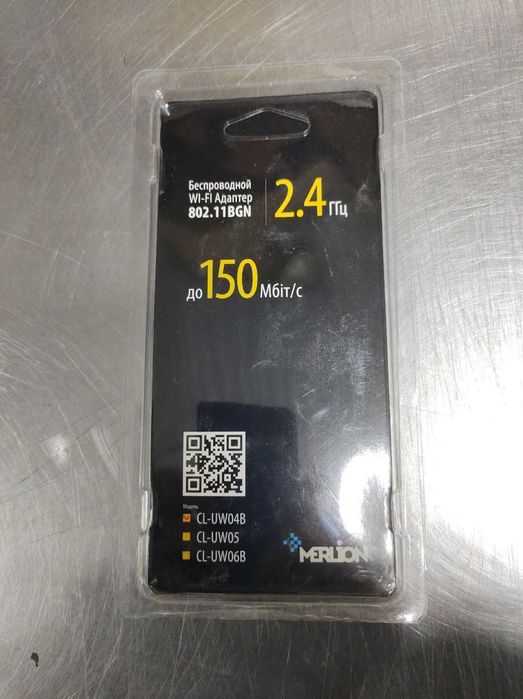 Беспроводной
WI-FI Адаптер
802.11BGN
2.4 ГГц
до 150 Мбіт/с
Модель
CL-UW04B
CL-UW05
CL-UW06B
MERLION